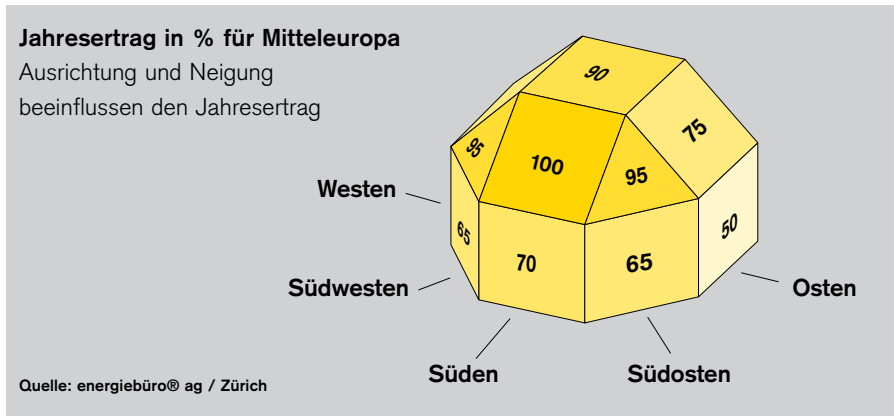 Jahresertrag in % für Mitteleuropa
Ausrichtung und Neigung
beeinflussen den Jahresertrag
90
75
95
100
95
Westen
65
70
65
50
Südwesten
Osten
Süden
Südosten
Quelle: energiebüro® ag / Zürich